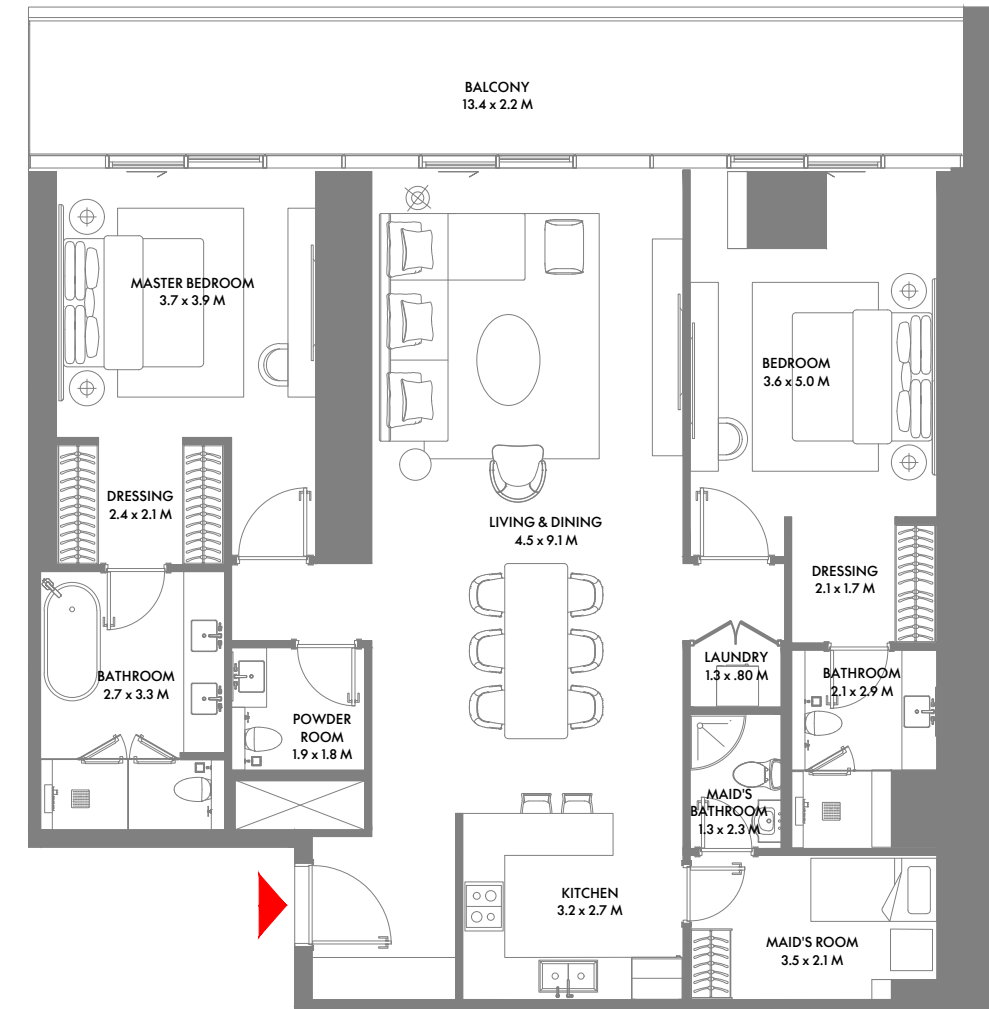 BALCONY
13.4 x 2.2 M
MASTER BEDROOM
3.7 x 3.9 M
BEDROOM
3.6 x 5.0 M
DRESSING
2.4 x 2.1 M
LIVING & DINING
4.5 x 9.1 M
DRESSING
2.1 x 1.7 M
LAUNDRY
1.3 x .80 M
BATHROOM
2.7 x 3.3 M
BATHROOM
2.1 x 2.9 M
POWDER
ROOM
1.9 x 1.8 M
MAID'S
BATHROOM
1.3 x 2.3 M
KITCHEN
3.2 x 2.7 M
MAID'S ROOM
3.5 x 2.1 M